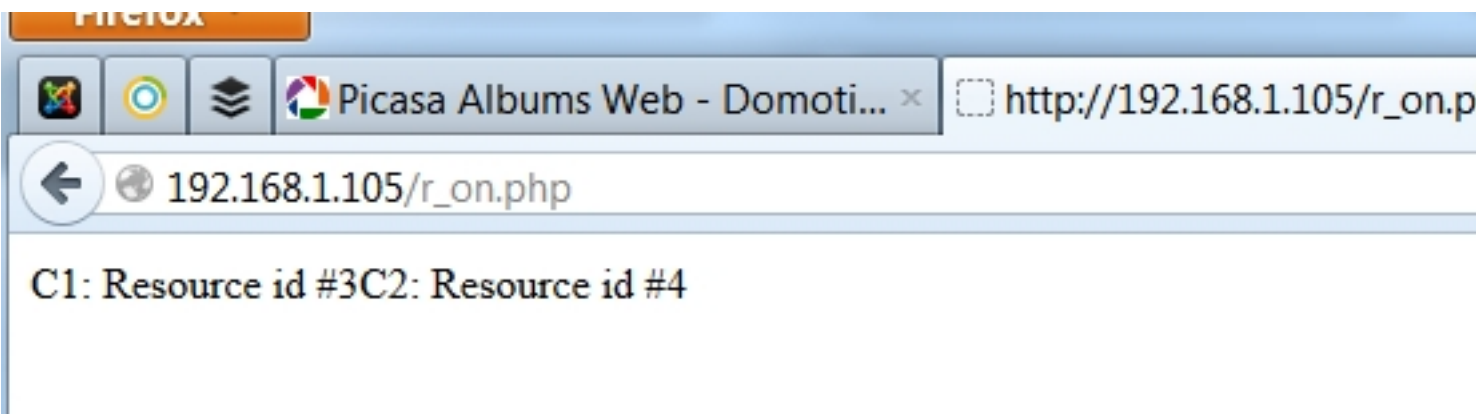 Firefox
Picasa Albums Web - Domoti... × http://192.168.1.105/r_on.p
192.168.1.105/r_on.php
C1: Resource id #3C2: Resource id #4